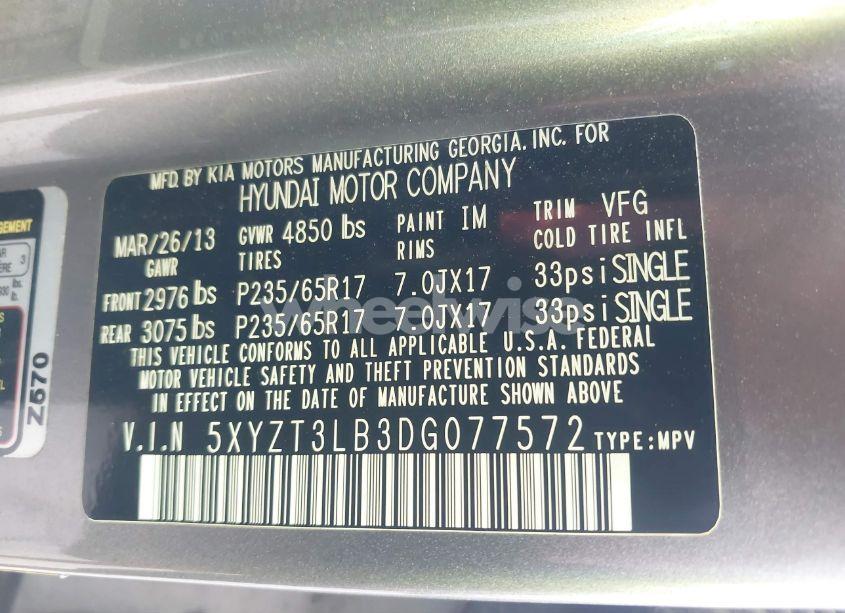 MFD. BY KIA MOTORS MANUFACTURING GEORGIA. INC. FOR
HYUNDAI MOTOR COMPANY
MAR/26/13 GVWR 4850 lbs PAINT IM TRIM VFG
GAWR TIRES RIMS COLD TIRE INFL
FRONT 2976 lbs P235/65R17 7.0JX17 33psi SINGLE
REAR 3075 lbs P235/65R17 7.0JX17 33psi SINGLE
THIS VEHICLE CONFORMS TO ALL APPLICABLE U.S.A. FEDERAL
MOTOR VEHICLE SAFETY AND THEFT PREVENTION STANDARDS
IN EFFECT ON THE DATE OF MANUFACTURE SHOWN ABOVE
V.I.N 5XYZT3LB3DG077572 TYPE:MPV
Z670
wheelwise